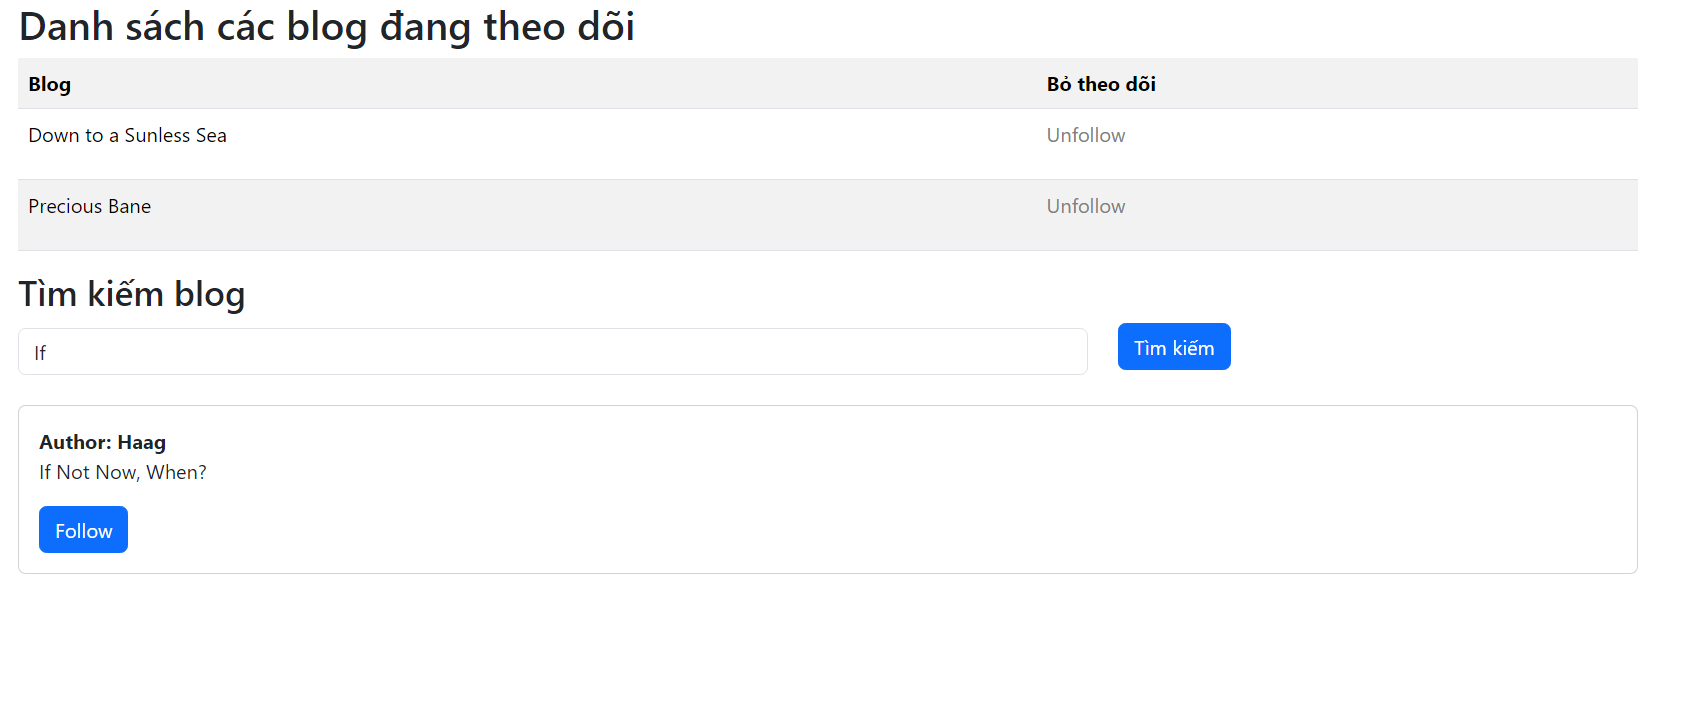 Danh sách các blog đang theo dõi
Blog Bỏ theo dõi
Down to a Sunless Sea Unfollow
Precious Bane Unfollow
Tìm kiếm blog
If Tìm kiếm
Author: Haag
If Not Now, When?
Follow